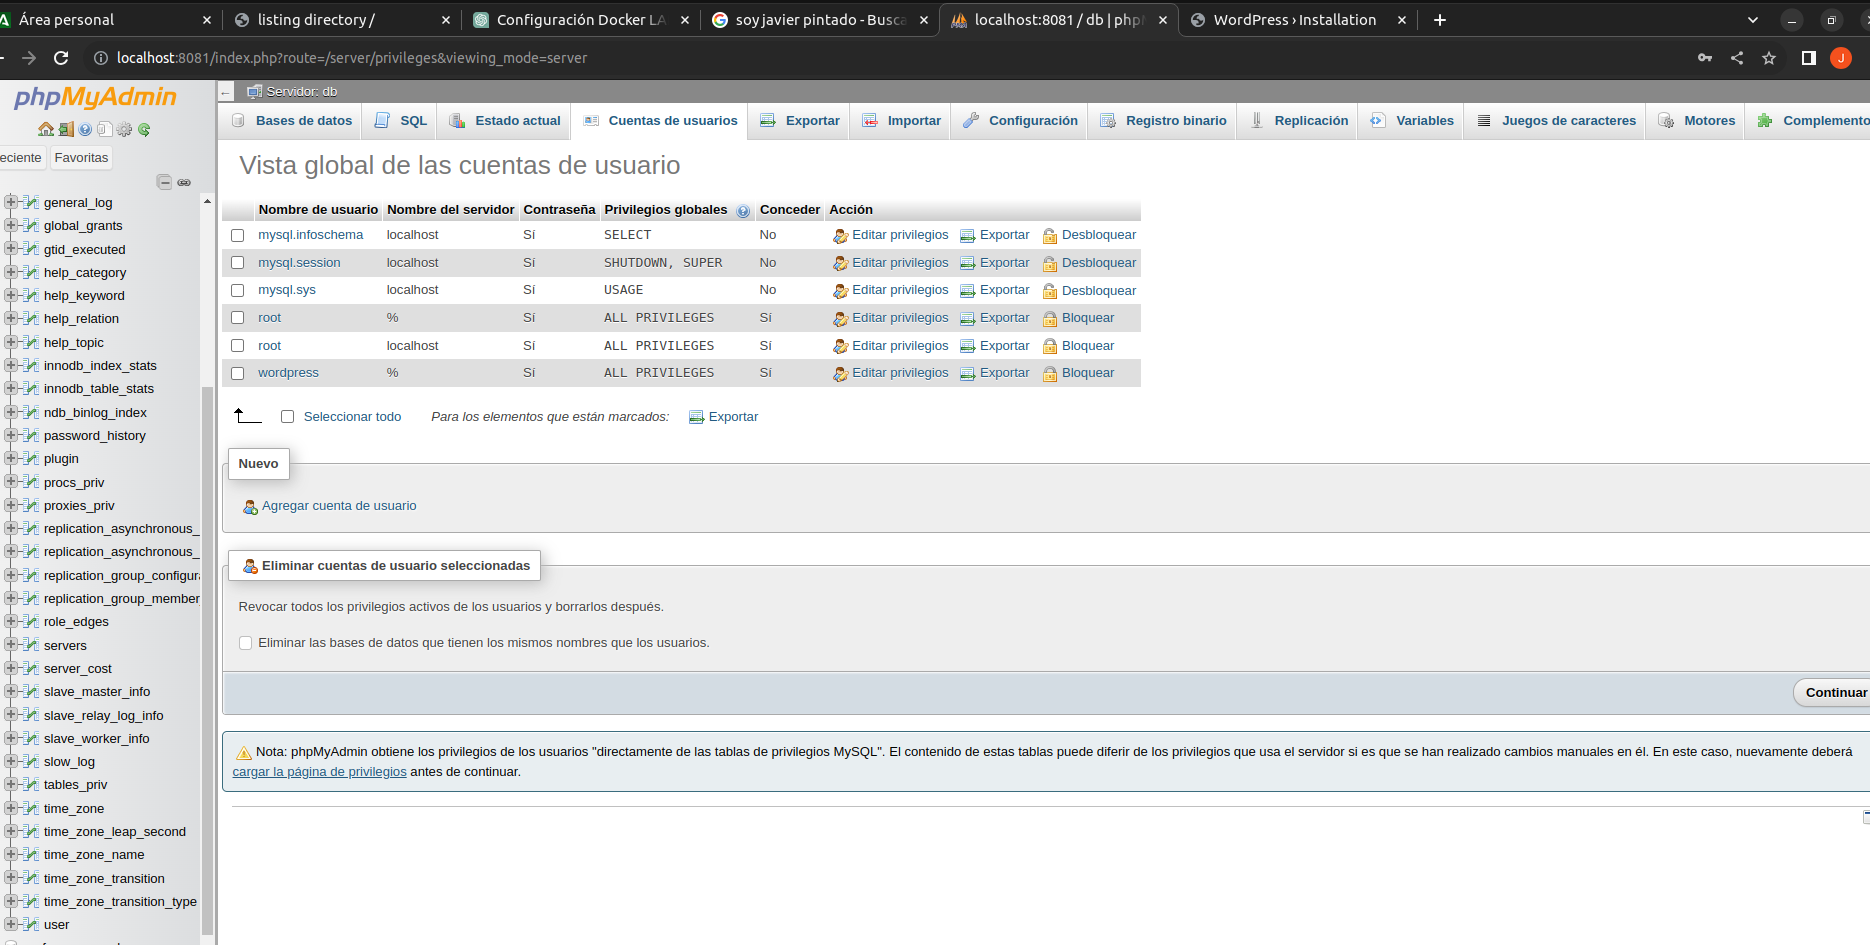 Área personal
listing directory /
Configuración Docker LA
soy javier pintado - Busca
localhost:8081 / db | phpM
WordPress › Installation
localhost:8081/index.php?route=/server/privileges&viewing_mode=server
J
phpMyAdmin
Servidor: db
Bases de datos
SQL
Estado actual
Cuentas de usuarios
Exportar
Importar
Configuración
Registro binario
Replicación
Variables
Juegos de caracteres
Motores
Complemento
eciente
Favoritas
general_log
global_grants
gtid_executed
help_category
help_keyword
help_relation
help_topic
innodb_index_stats
innodb_table_stats
ndb_binlog_index
password_history
plugin
procs_priv
proxies_priv
replication_asynchronous_
replication_asynchronous_
replication_group_configura
replication_group_member
role_edges
servers
server_cost
slave_master_info
slave_relay_log_info
slave_worker_info
slow_log
tables_priv
time_zone
time_zone_leap_second
time_zone_name
time_zone_transition
time_zone_transition_type
user
Vista global de las cuentas de usuario
Nombre de usuario Nombre del servidor Contraseña Privilegios globales Conceder Acción
mysql.infoschema localhost Sí SELECT No Editar privilegios Exportar Desbloquear
mysql.session localhost Sí SHUTDOWN, SUPER No Editar privilegios Exportar Desbloquear
mysql.sys localhost Sí USAGE No Editar privilegios Exportar Desbloquear
root % Sí ALL PRIVILEGES Sí Editar privilegios Exportar Bloquear
root localhost Sí ALL PRIVILEGES Sí Editar privilegios Exportar Bloquear
wordpress % Sí ALL PRIVILEGES Sí Editar privilegios Exportar Bloquear
Seleccionar todo Para los elementos que están marcados: Exportar
Nuevo
Agregar cuenta de usuario
Eliminar cuentas de usuario seleccionadas
Revocar todos los privilegios activos de los usuarios y borrarlos después.
Eliminar las bases de datos que tienen los mismos nombres que los usuarios.
Continuar
Nota: phpMyAdmin obtiene los privilegios de los usuarios "directamente de las tablas de privilegios MySQL". El contenido de estas tablas puede diferir de los privilegios que usa el servidor si es que se han realizado cambios manuales en él. En este caso, nuevamente deberá
cargar la página de privilegios antes de continuar.